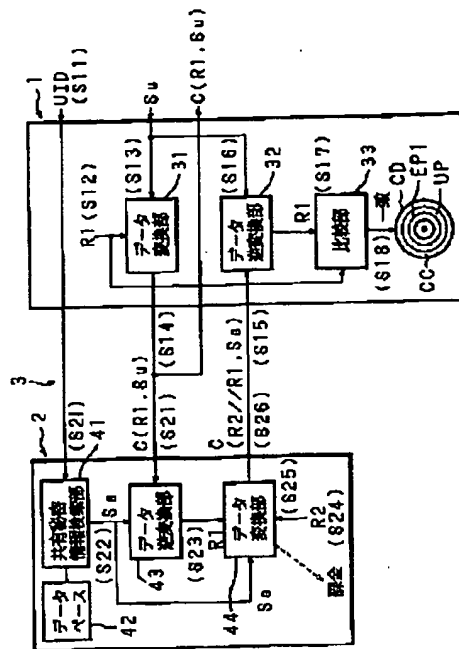 3
2
1
UID
(S11)
(S21)
41
共有秘密
情報検索部
データ
ベース
42
(S22)
Sa
R1 (S12)
(S13)
Su
31
データ
変換部
(S14)
C(R1,Su)
C(R1,Su)
(S21)
データ
逆変換部
43
(S23)
R1
(S16)
32
データ
逆変換部
C
(R2//R1,Sa)
(S26)
(S15)
データ
変換部
44
Sa
(S25)
R2
(S24)
課金
R1
(S17)
33
比較部
一致
(S18)
CD
EP1
UP
CC